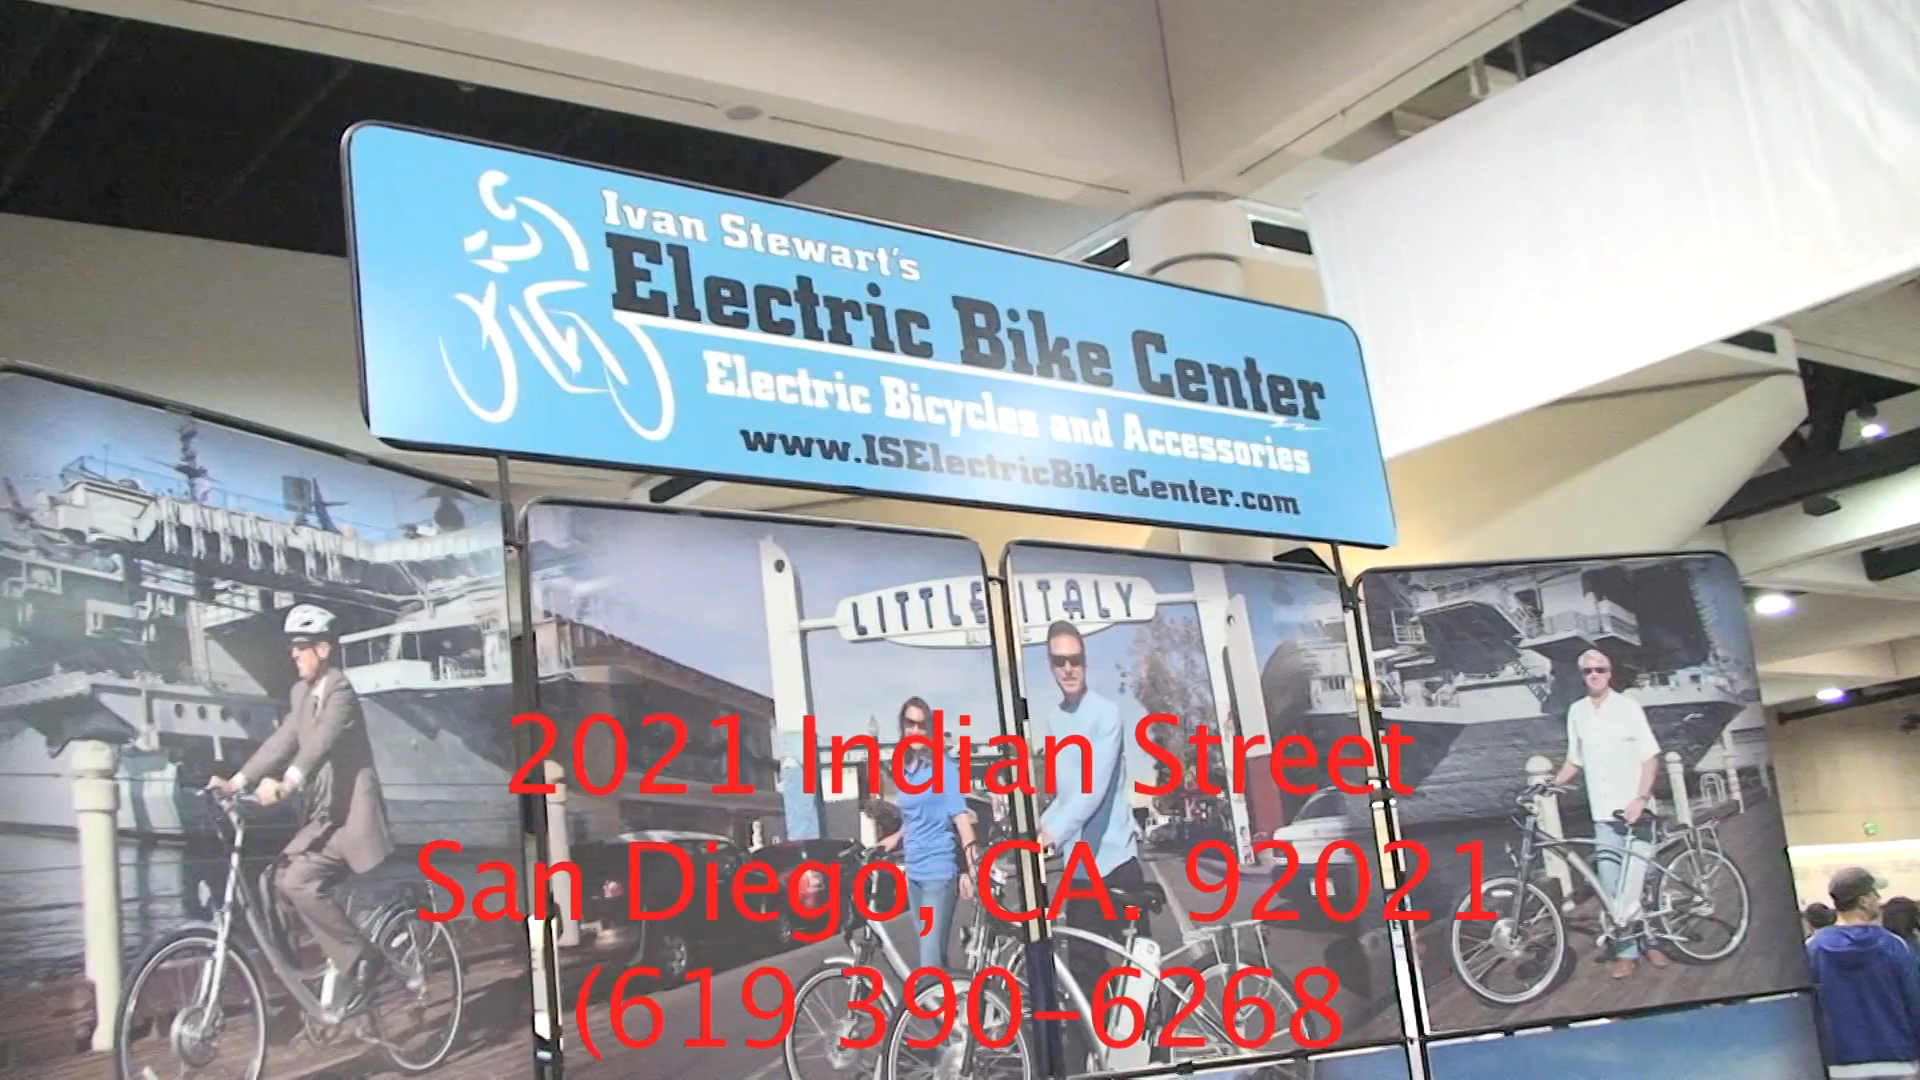 Ivan Stewart's
Electric Bike Center
Electric Bicycles and Accessories
www.ISElectricBikeCenter.com
LITTLE ITALY
2021 Indian Street
San Diego, CA. 92021
(619 390-6268